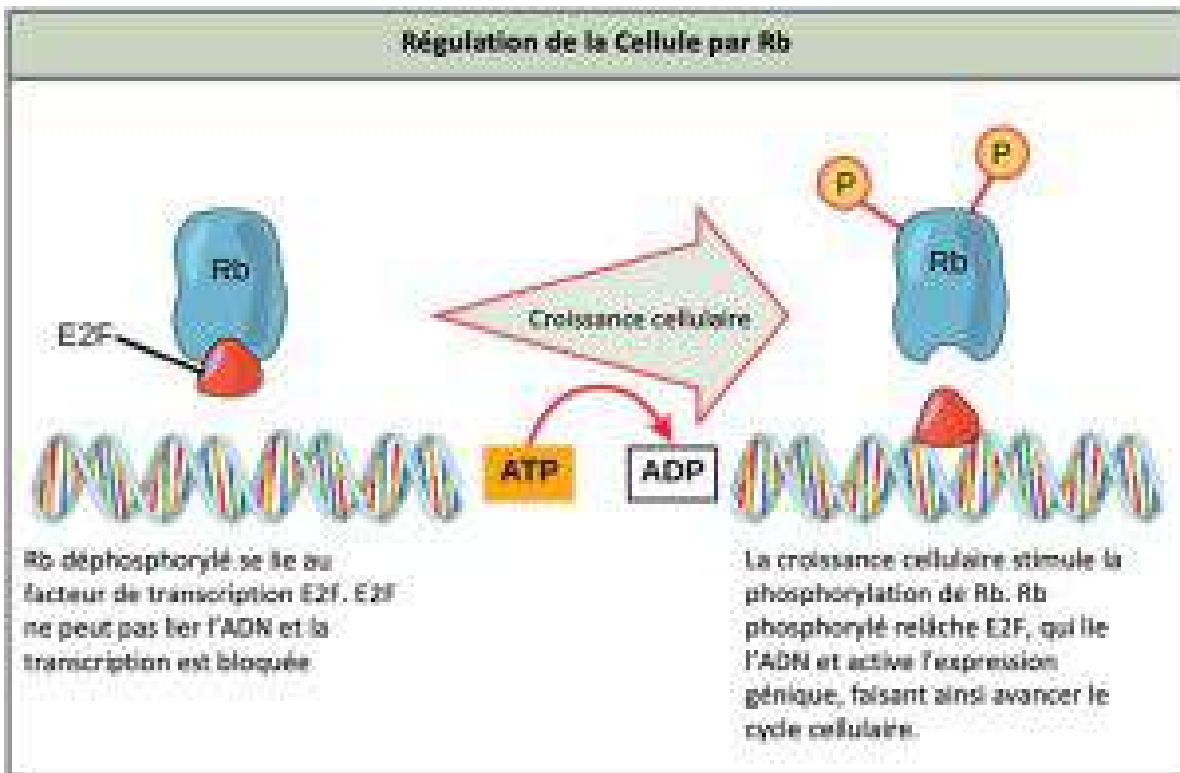 Régulation de la Cellule par Rb
P
P
Rb
Rb
E2F
Croissance cellulaire
ATP
ADP
Rb déphosphorylé se lie au
facteur de transcription E2F. E2F
ne peut pas lier l'ADN et la
transcription est bloquée
La croissance cellulaire stimule la
phosphorylation de Rb. Rb
phosphorylé relâche E2F, qui lie
l'ADN et active l'expression
génique, faisant ainsi avancer le
cycle cellulaire.